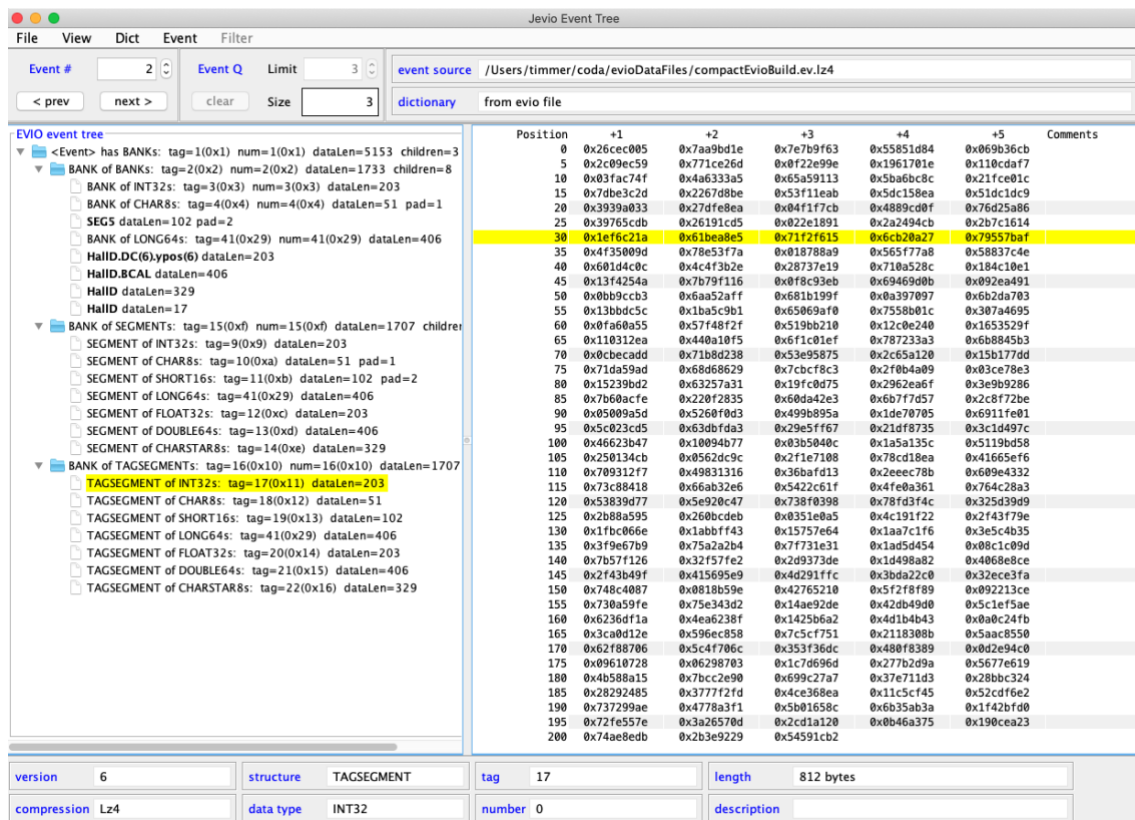 Jevio Event Tree
File View Dict Event Filter
Event # 2 Event Q Limit 3 event source /Users/timmer/coda/evioDataFiles/compactEvioBuild.ev.lz4
< prev next > clear Size 3 dictionary from evio file
EVIO event tree
<Event> has BANKs: tag=1(0x1) num=1(0x1) dataLen=5153 children=3
BANK of BANKs: tag=2(0x2) num=2(0x2) dataLen=1733 children=8
BANK of INT32s: tag=3(0x3) num=3(0x3) dataLen=203
BANK of CHAR8s: tag=4(0x4) num=4(0x4) dataLen=51 pad=1
SEG5 dataLen=102 pad=2
BANK of LONG64s: tag=41(0x29) num=41(0x29) dataLen=406
HallD.DC(6).ypos(6) dataLen=203
HallD.BCAL dataLen=406
HallD dataLen=329
HallD dataLen=17
BANK of SEGMENTs: tag=15(0xf) num=15(0xf) dataLen=1707 childrer
SEGMENT of INT32s: tag=9(0x9) dataLen=203
SEGMENT of CHAR8s: tag=10(0xa) dataLen=51 pad=1
SEGMENT of SHORT16s: tag=11(0xb) dataLen=102 pad=2
SEGMENT of LONG64s: tag=41(0x29) dataLen=406
SEGMENT of FLOAT32s: tag=12(0xc) dataLen=203
SEGMENT of DOUBLE64s: tag=13(0xd) dataLen=406
SEGMENT of CHARSTAR8s: tag=14(0xe) dataLen=329
BANK of TAGSEGMENTs: tag=16(0x10) num=16(0x10) dataLen=1707
TAGSEGMENT of INT32s: tag=17(0x11) dataLen=203
TAGSEGMENT of CHAR8s: tag=18(0x12) dataLen=51
TAGSEGMENT of SHORT16s: tag=19(0x13) dataLen=102
TAGSEGMENT of LONG64s: tag=41(0x29) dataLen=406
TAGSEGMENT of FLOAT32s: tag=20(0x14) dataLen=203
TAGSEGMENT of DOUBLE64s: tag=21(0x15) dataLen=406
TAGSEGMENT of CHARSTAR8s: tag=22(0x16) dataLen=329
Position +1 +2 +3 +4 +5 Comments
0 0x26cec005 0x7aa9bd1e 0x7e7b9f63 0x55851d84 0x069b36cb
5 0x2c09ec59 0x771ce26d 0x0f22e99e 0x1961701e 0x110cdaf7
10 0x03fac74f 0x4a6333a5 0x65a59113 0x5ba6bc8c 0x21fce01c
15 0x7dbe3c2d 0x2267d8be 0x53f11eab 0x5dc158ea 0x51dc1dc9
20 0x3939a033 0x27dfe8ea 0x04f1f7cb 0x4889cd0f 0x76d25a86
25 0x39765cdb 0x26191cd5 0x022e1891 0x2a2494cb 0x2b7c1614
30 0x1ef6c21a 0x61bea8e5 0x71f2f615 0x6cb20a27 0x79557baf
35 0x4f35009d 0x78e53f7a 0x018788a9 0x565f77a8 0x58837c4e
40 0x601d4c0c 0x4c4f3b2e 0x28737e19 0x710a528c 0x184c10e1
45 0x13f4254a 0x7b79f116 0x0f8c93eb 0x69469d0b 0x092ea491
50 0x0bb9ccb3 0x6aa52aff 0x681b199f 0x0a397097 0x6b2da703
55 0x13bbdc5c 0x1ba5c9b1 0x65069af0 0x7558b01c 0x307a4695
60 0x0fa60a55 0x57f48f2f 0x519bb210 0x12c0e240 0x1653529f
65 0x110312ea 0x440a10f5 0x6f1c01ef 0x787233a3 0x6b8845b3
70 0x0cbecadd 0x71b8d238 0x53e95875 0x2c65a120 0x15b177dd
75 0x71da59ad 0x68d68629 0x7cbcf8c3 0x2f0b4a09 0x03ce78e3
80 0x15239bd2 0x63257a31 0x19fc0d75 0x2962ea6f 0x3e9b9286
85 0x7b60acfe 0x220f2835 0x60da42e3 0x6b7f7d57 0x2c8f72be
90 0x05009a5d 0x5260f0d3 0x499b895a 0x1de70705 0x6911fe01
95 0x5c023cd5 0x63dbfda3 0x29e5ff67 0x21df8735 0x3c1d497c
100 0x46623b47 0x10094b77 0x03b5040c 0x1a5a135c 0x5119bd58
105 0x250134cb 0x0562dc9c 0x2f1e7108 0x78cd18ea 0x41665ef6
110 0x709312f7 0x49831316 0x36bafd13 0x2eeec78b 0x609e4332
115 0x73c88418 0x66ab32e6 0x5422c61f 0x4fe0a361 0x764c28a3
120 0x53839d77 0x5e920c47 0x738f0398 0x78fd3f4c 0x325d39d9
125 0x2b88a595 0x260bcdeb 0x0351e0a5 0x4c191f22 0x2f43f79e
130 0x1fbc066e 0x1abbff43 0x15757e64 0x1aa7c1f6 0x3e5c4b35
135 0x3f9e67b9 0x75a2a2b4 0x7f731e31 0x1ad5d454 0x08c1c09d
140 0x7b57f126 0x32f57fe2 0x2d9373de 0x1d498a82 0x4068e8ce
145 0x2f43b49f 0x415695e9 0x4d291ffc 0x3bda22c0 0x32ece3fa
150 0x748c4087 0x0818b59e 0x42765210 0x5f2f8f89 0x092213ce
155 0x730a59fe 0x75e343d2 0x14ae92de 0x42db49d0 0x5c1ef5ae
160 0x6236df1a 0x4ea6238f 0x1425b6a2 0x4d1b4b43 0x0a0c24fb
165 0x3ca0d12e 0x596ec858 0x7c5cf751 0x2118308b 0x5aac8550
170 0x62f88706 0x5c4f706c 0x353f36dc 0x480f8389 0x0d2e94c0
175 0x09610728 0x06298703 0x1c7d696d 0x277b2d9a 0x5677e619
180 0x4b588a15 0x7bcc2e90 0x699c27a7 0x37e711d3 0x28bbc324
185 0x28292485 0x3777f2fd 0x4ce368ea 0x11c5cf45 0x52cdf6e2
190 0x737299ae 0x4778a3f1 0x5b01658c 0x6b35ab3a 0x1f42bfd0
195 0x72fe557e 0x3a26570d 0x2cd1a120 0x0b46a375 0x190cea23
200 0x74ae8edb 0x2b3e9229 0x54591cb2
version 6 structure TAGSEGMENT tag 17 length 812 bytes
compression Lz4 data type INT32 number 0 description